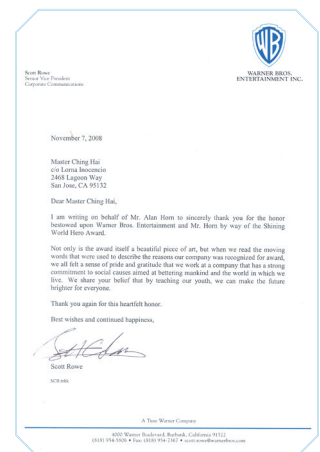 Scott Rowe
Senior Vice President
Corporate Communications
WB
WARNER BROS.
ENTERTAINMENT INC.
November 7, 2008
Master Ching Hai
c/o Lorna Inocencio
2468 Lagoon Way
San Jose, CA 95132
Dear Master Ching Hai,
I am writing on behalf of Mr. Alan Horn to sincerely thank you for the honor
bestowed upon Warner Bros. Entertainment and Mr. Horn by way of the Shining
World Hero Award.
Not only is the award itself a beautiful piece of art, but when we read the moving
words that were used to describe the reasons our company was recognized for award,
we all felt a sense of pride and gratitude that we work at a company that has a strong
commitment to social causes aimed at bettering mankind and the world in which we
live. We share your belief that by teaching our youth, we can make the future
brighter for everyone.
Thank you again for this heartfelt honor.
Best wishes and continued happiness,
Scott Rowe
A Time Warner Company
4000 Warner Boulevard, Burbank, California 91522